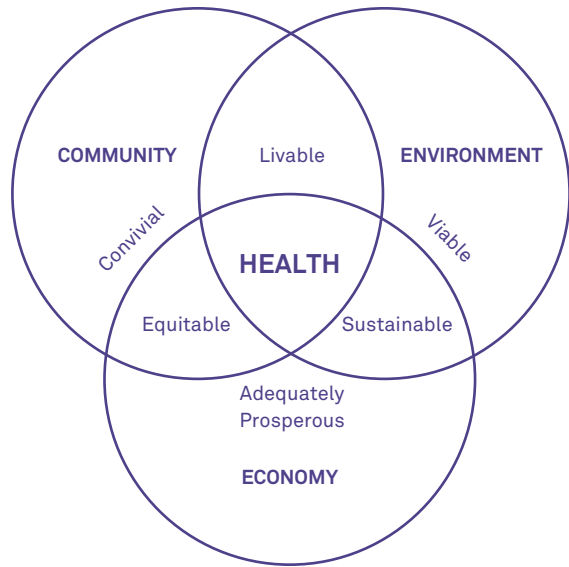 COMMUNITY
Livable
ENVIRONMENT
Convivial
Viable
HEALTH
Equitable
Sustainable
Adequately
Prosperous
ECONOMY